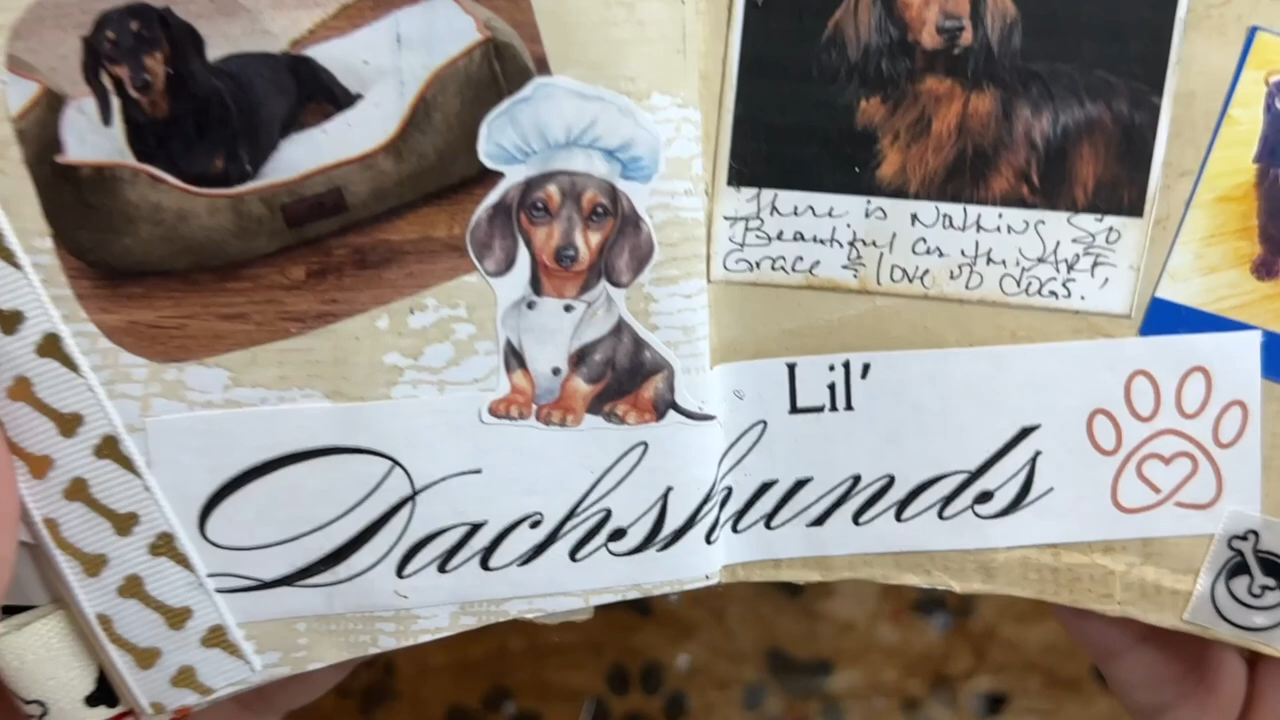 "There is Nothing So
Beautiful as the ART,
Grace & love of dogs."
Lil'
Dachshunds